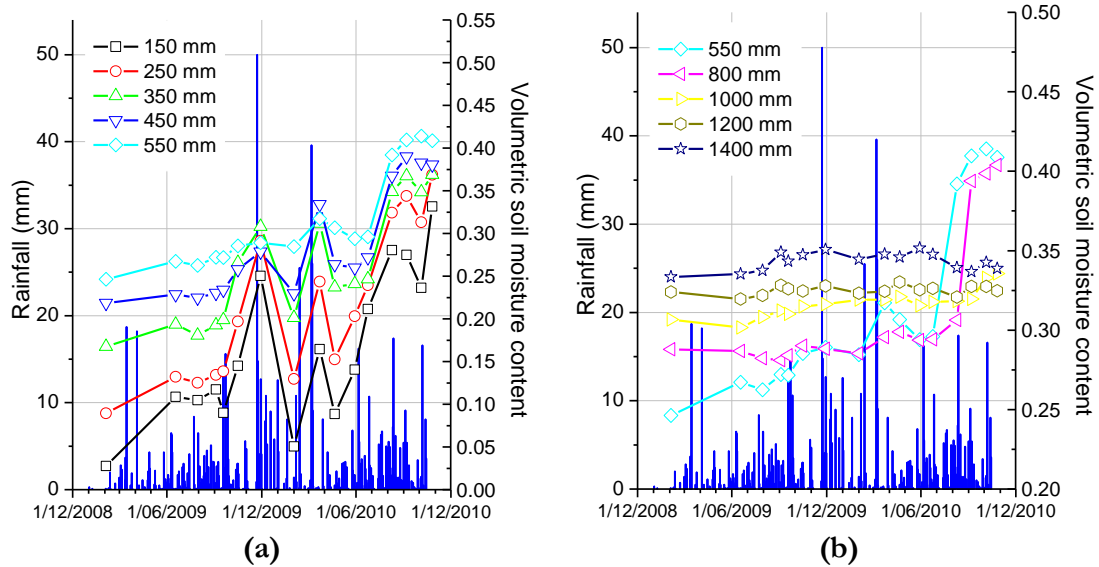 50
40
30
20
10
0
Rainfall (mm)
150 mm
250 mm
350 mm
450 mm
550 mm
0.55
0.50
0.45
0.40
0.35
0.30
0.25
0.20
0.15
0.10
0.05
0.00
Volumetric soil moisture content
1/12/2008 1/06/2009 1/12/2009 1/06/2010 1/12/2010
(a)
50
40
30
20
10
0
Rainfall (mm)
550 mm
800 mm
1000 mm
1200 mm
1400 mm
0.50
0.45
0.40
0.35
0.30
0.25
0.20
Volumetric soil moisture content
1/12/2008 1/06/2009 1/12/2009 1/06/2010 1/12/2010
(b)